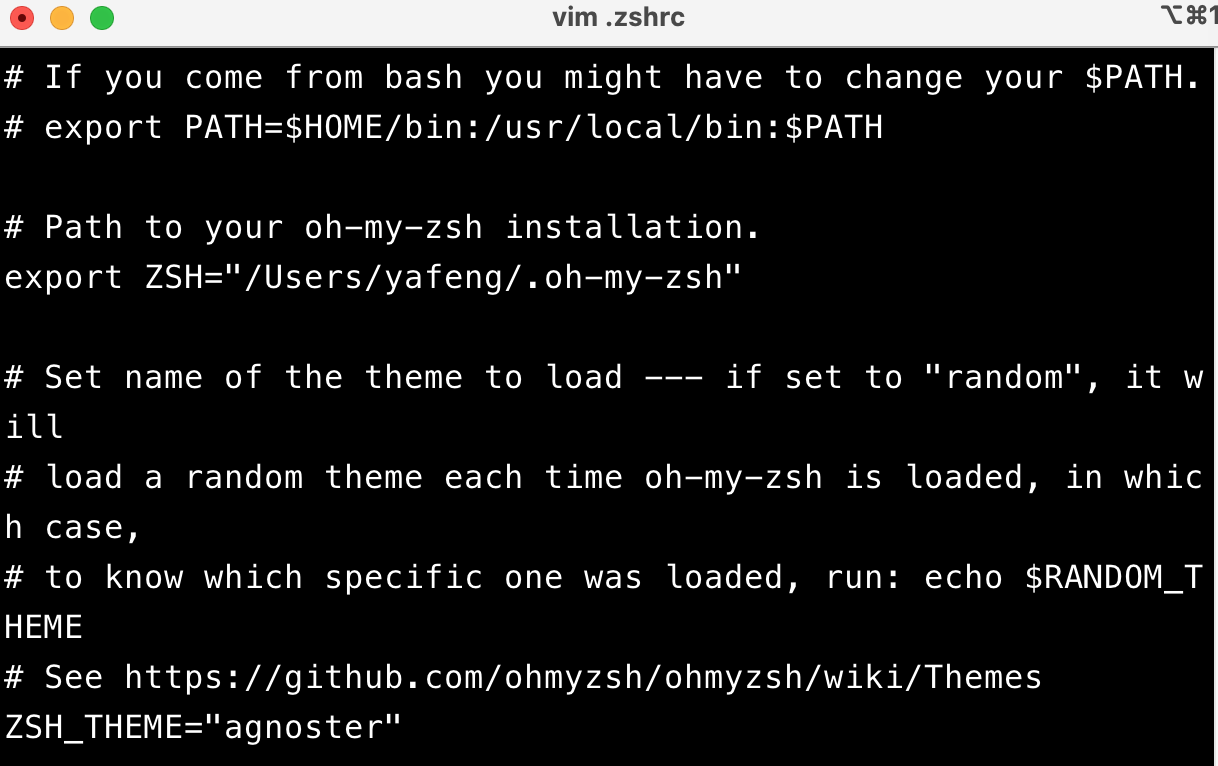 vim .zshrc
⌥⌘1
# If you come from bash you might have to change your $PATH.
# export PATH=$HOME/bin:/usr/local/bin:$PATH
# Path to your oh-my-zsh installation.
export ZSH="/Users/yafeng/.oh-my-zsh"
# Set name of the theme to load --- if set to "random", it w
ill
# load a random theme each time oh-my-zsh is loaded, in whic
h case,
# to know which specific one was loaded, run: echo $RANDOM_T
HEME
# See https://github.com/ohmyzsh/ohmyzsh/wiki/Themes
ZSH_THEME="agnoster"